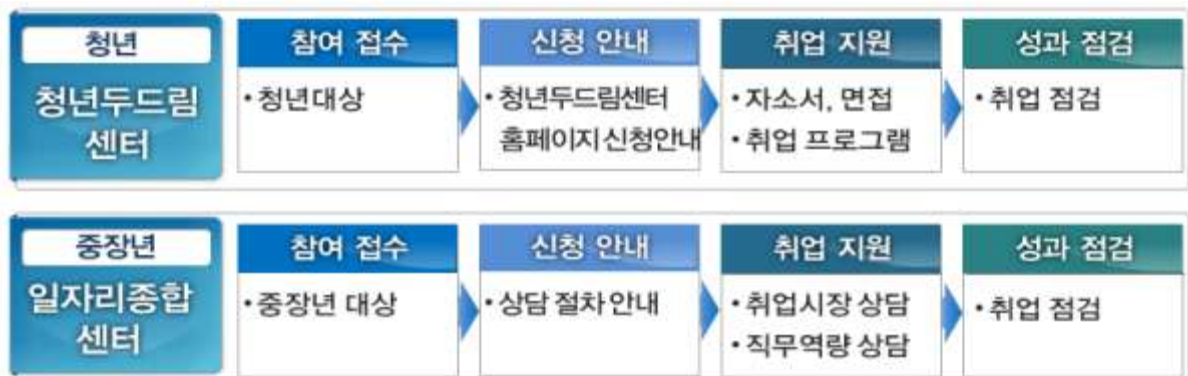 청년
청년두드림
센터
참여 접수
• 청년대상
신청 안내
• 청년두드림센터
홈페이지 신청안내
취업 지원
• 자소서, 면접
• 취업 프로그램
성과 점검
• 취업 점검
중장년
일자리종합
센터
참여 접수
• 중장년 대상
신청 안내
• 상담 절차 안내
취업 지원
• 취업시장 상담
• 직무역량 상담
성과 점검
• 취업 점검